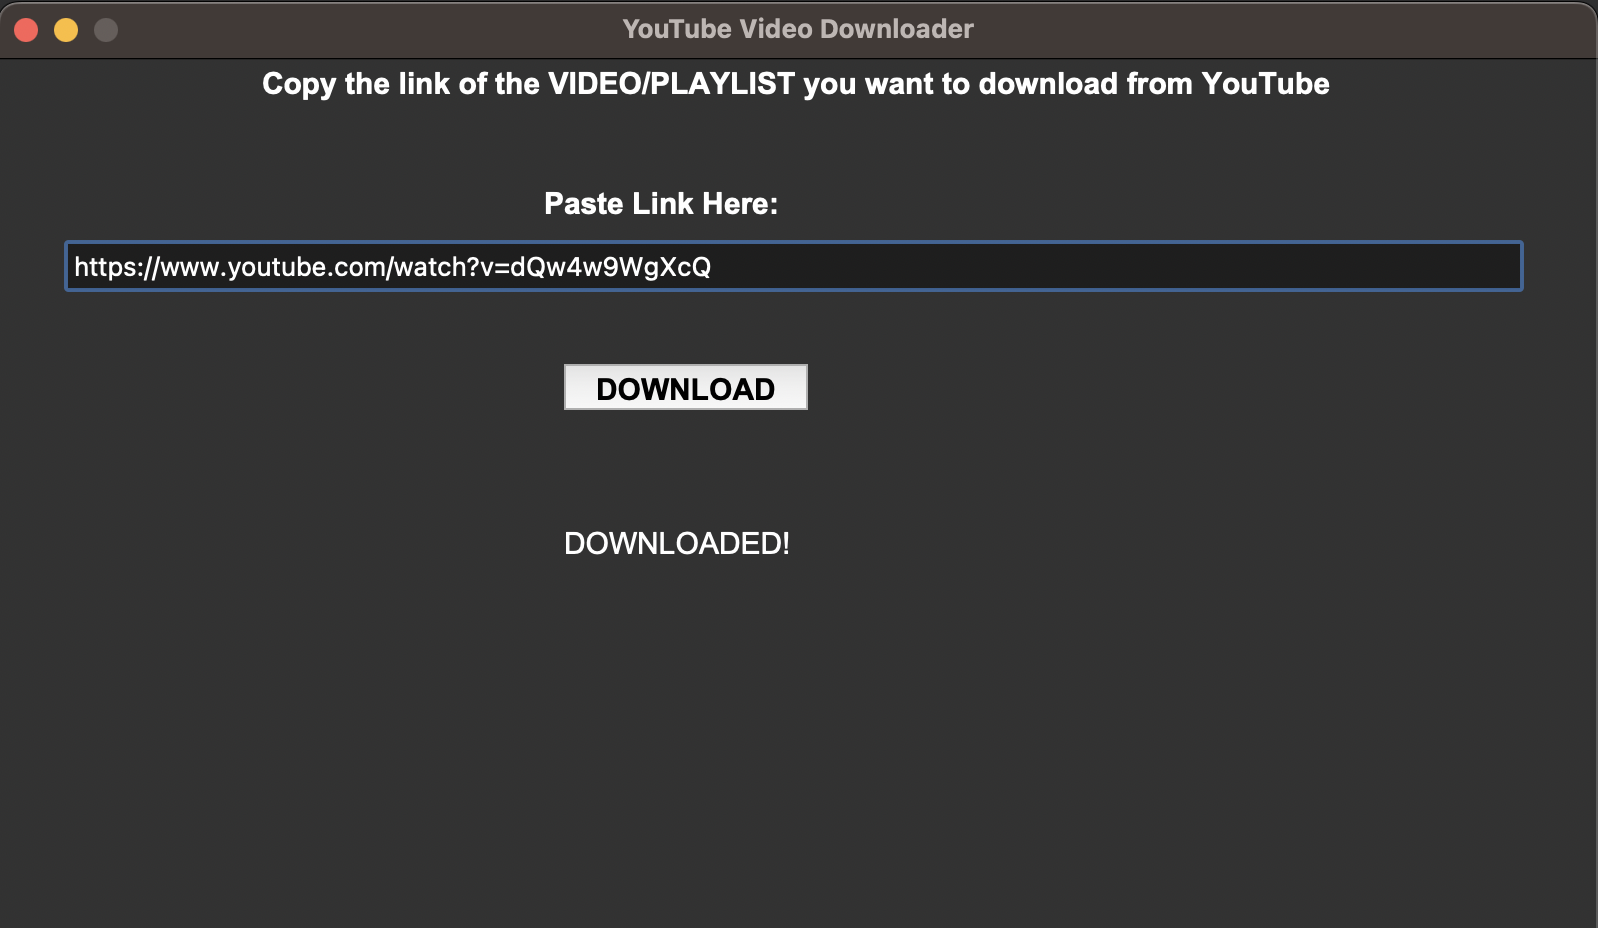 YouTube Video Downloader
Copy the link of the VIDEO/PLAYLIST you want to download from YouTube
Paste Link Here:
https://www.youtube.com/watch?v=dQw4w9WgXcQ
DOWNLOAD
DOWNLOADED!